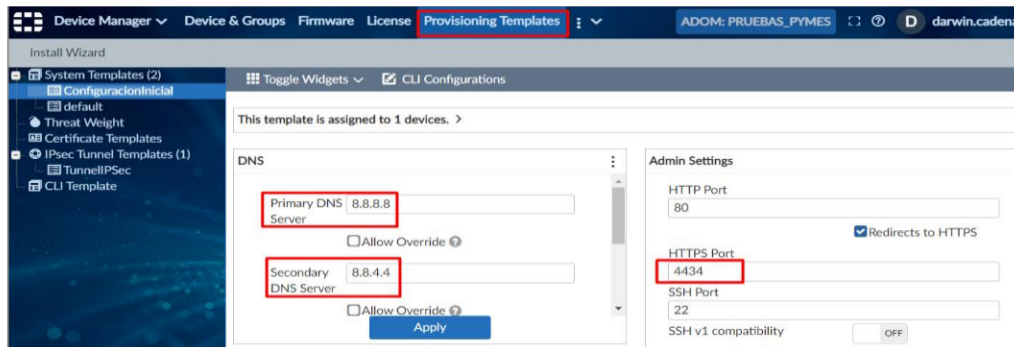 Device Manager Device & Groups Firmware License Provisioning Templates ADOM: PRUEBAS_PYMES D darwin.cadena
Install Wizard
System Templates (2)
ConfiguracionInicial
default
Threat Weight
Certificate Templates
IPsec Tunnel Templates (1)
TunnelIPSec
CLI Template
Toggle Widgets CLI Configurations
This template is assigned to 1 devices. >
DNS
Primary DNS Server 8.8.8.8
Allow Override
Secondary DNS Server 8.8.4.4
Allow Override
Apply
Admin Settings
HTTP Port
80
Redirects to HTTPS
HTTPS Port
4434
SSH Port
22
SSH v1 compatibility OFF